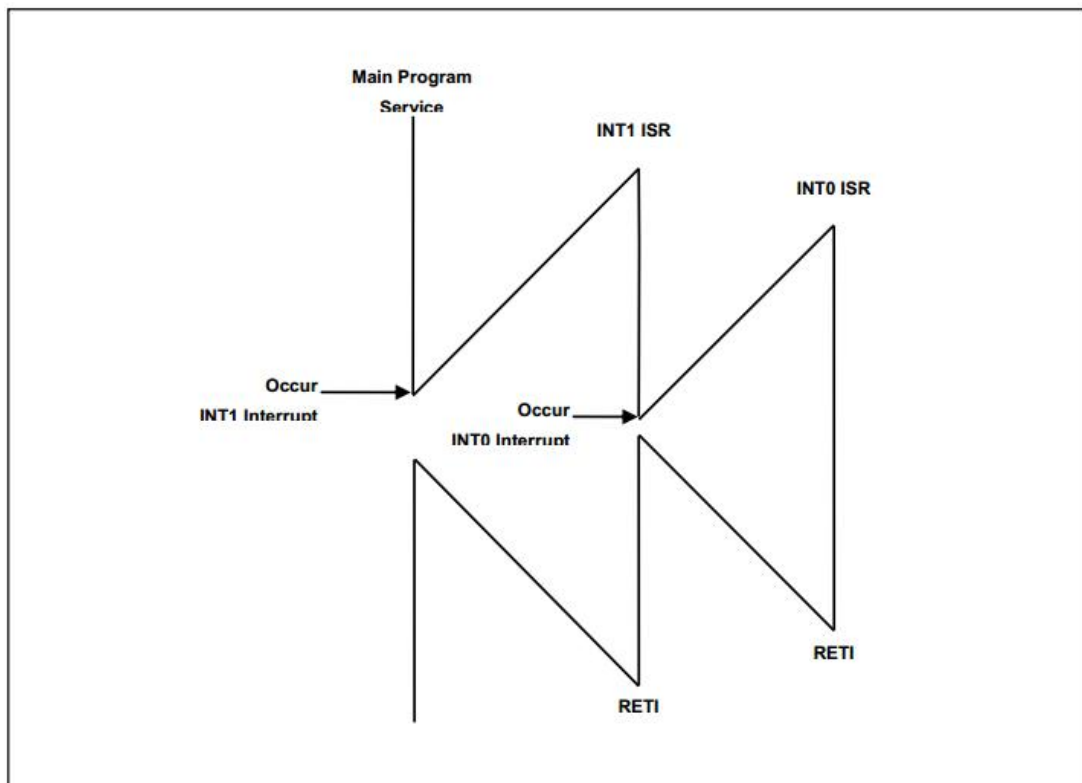 Main Program
Service
INT1 ISR
INT0 ISR
Occur
INT1 Interrupt
Occur
INT0 Interrupt
RETI
RETI